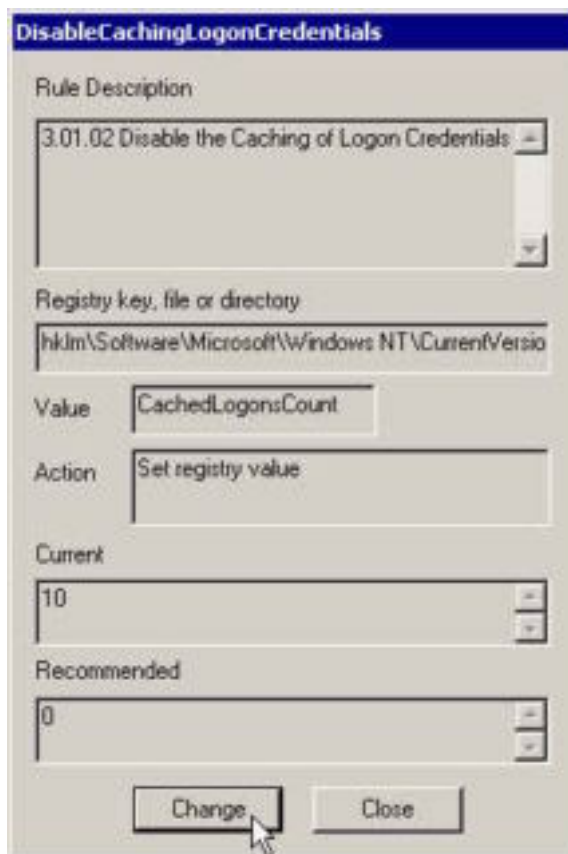 DisableCachingLogonCredentials
Rule Description
3.01.02 Disable the Caching of Logon Credentials
Registry key, file or directory
hklm\Software\Microsoft\Windows NT\CurrentVersio
Value
CachedLogonsCount
Action
Set registry value
Current
10
Recommended
0
Change
Close